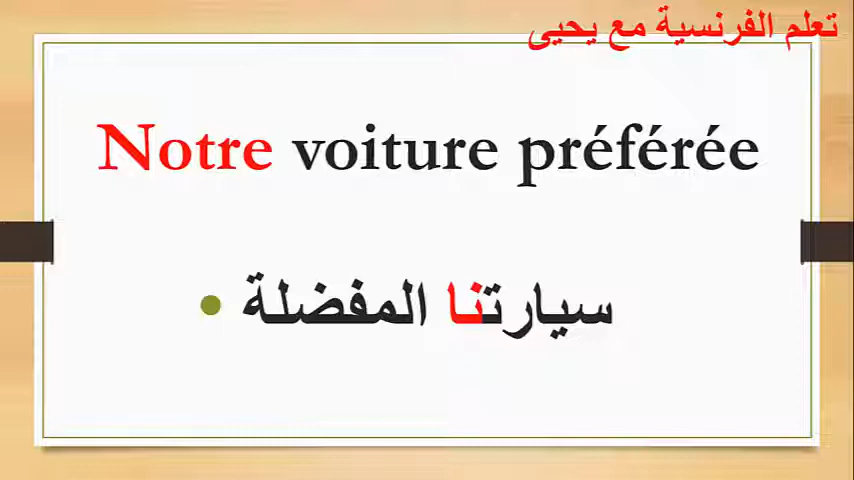 تعلم الفرنسية مع يحيى
Notre voiture préférée
• سيارتنا المفضلة